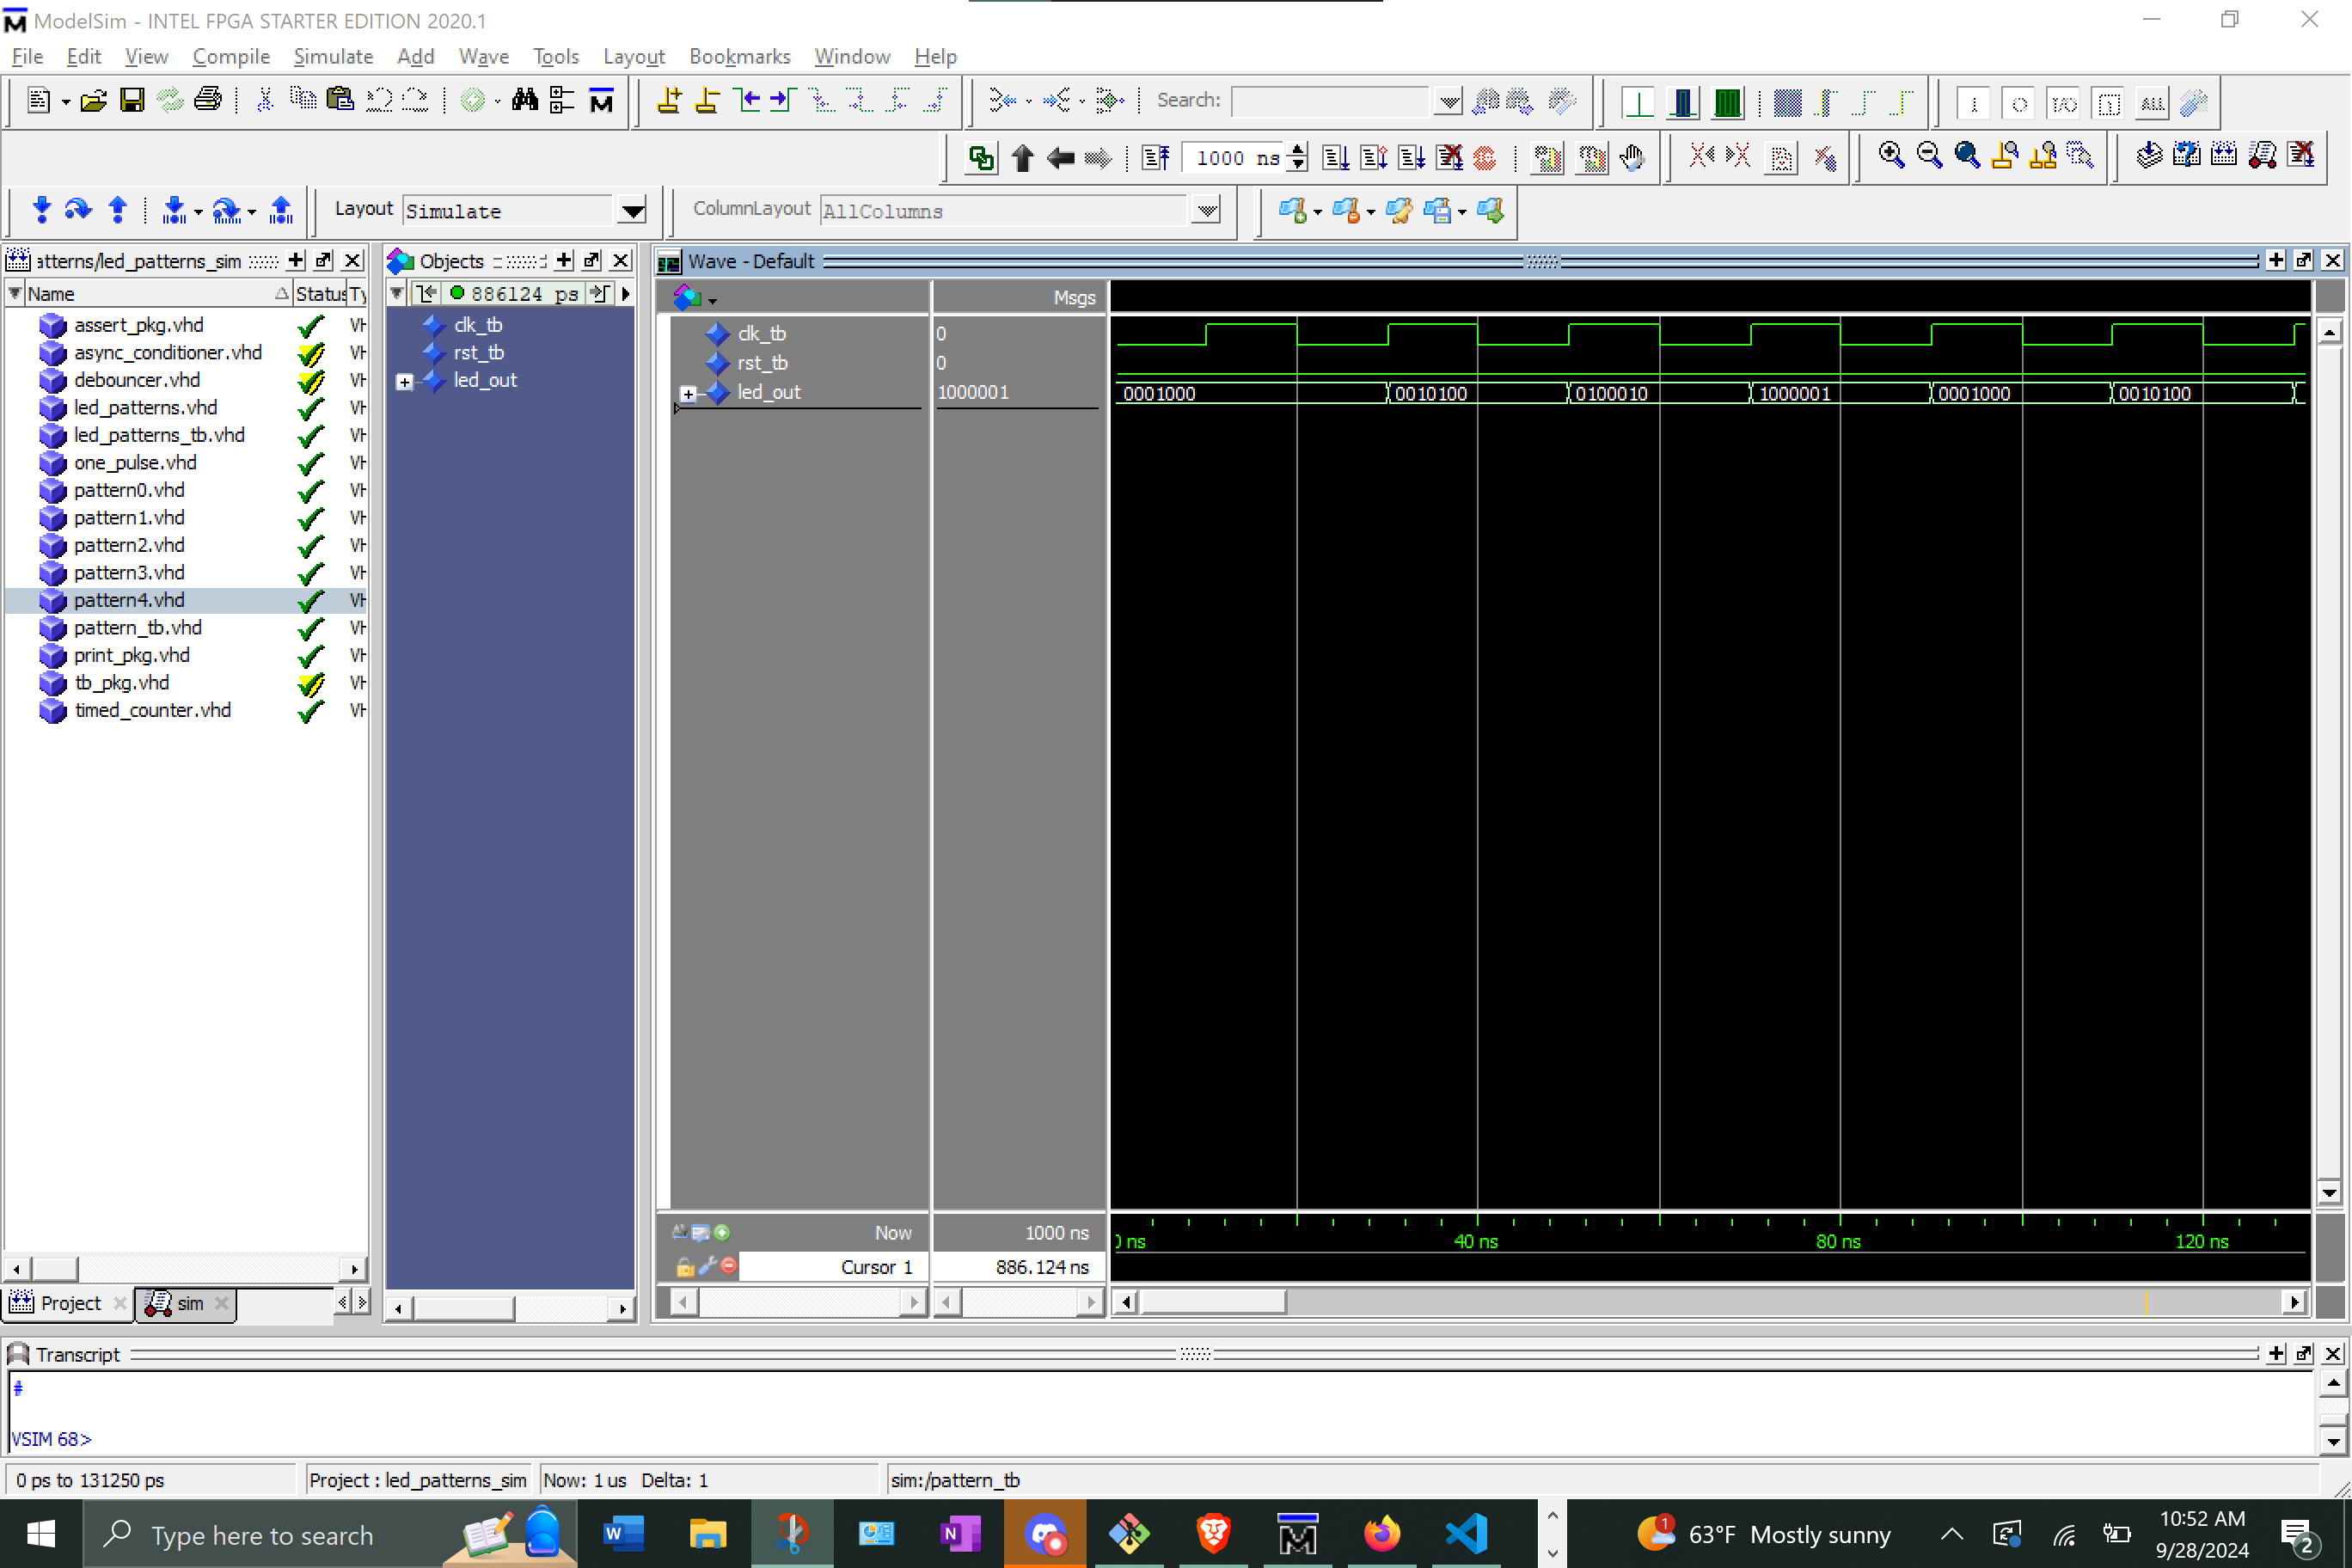 ModelSim - INTEL FPGA STARTER EDITION 2020.1
File Edit View Compile Simulate Add Wave Tools Layout Bookmarks Window Help
Search:
1000 ns
Layout Simulate
ColumnLayout AllColumns
atterns/led_patterns_sim
Name Status Ty
assert_pkg.vhd VH
async_conditioner.vhd VH
debouncer.vhd VH
led_patterns.vhd VH
led_patterns_tb.vhd VH
one_pulse.vhd VH
pattern0.vhd VH
pattern1.vhd VH
pattern2.vhd VH
pattern3.vhd VH
pattern4.vhd VH
pattern_tb.vhd VH
print_pkg.vhd VH
tb_pkg.vhd VH
timed_counter.vhd VH
Project sim
Objects
886124 ps
clk_tb
rst_tb
led_out
Wave - Default
Msgs
clk_tb 0
rst_tb 0
led_out 1000001 0001000 0010100 0100010 1000001 0001000 0010100
Now 1000 ns 0 ns 40 ns 80 ns 120 ns
Cursor 1 886.124 ns
Transcript
#
VSIM 68>
0 ps to 131250 ps Project : led_patterns_sim Now: 1 us Delta: 1 sim:/pattern_tb
Type here to search
1 63°F Mostly sunny
10:52 AM
9/28/2024
2